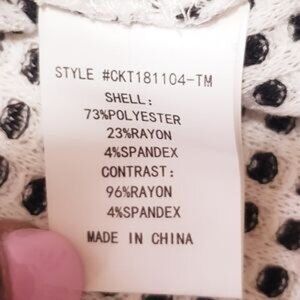 STYLE #CKT181104-TM
SHELL:
73%POLYESTER
23%RAYON
4%SPANDEX
CONTRAST:
96%RAYON
4%SPANDEX
MADE IN CHINA